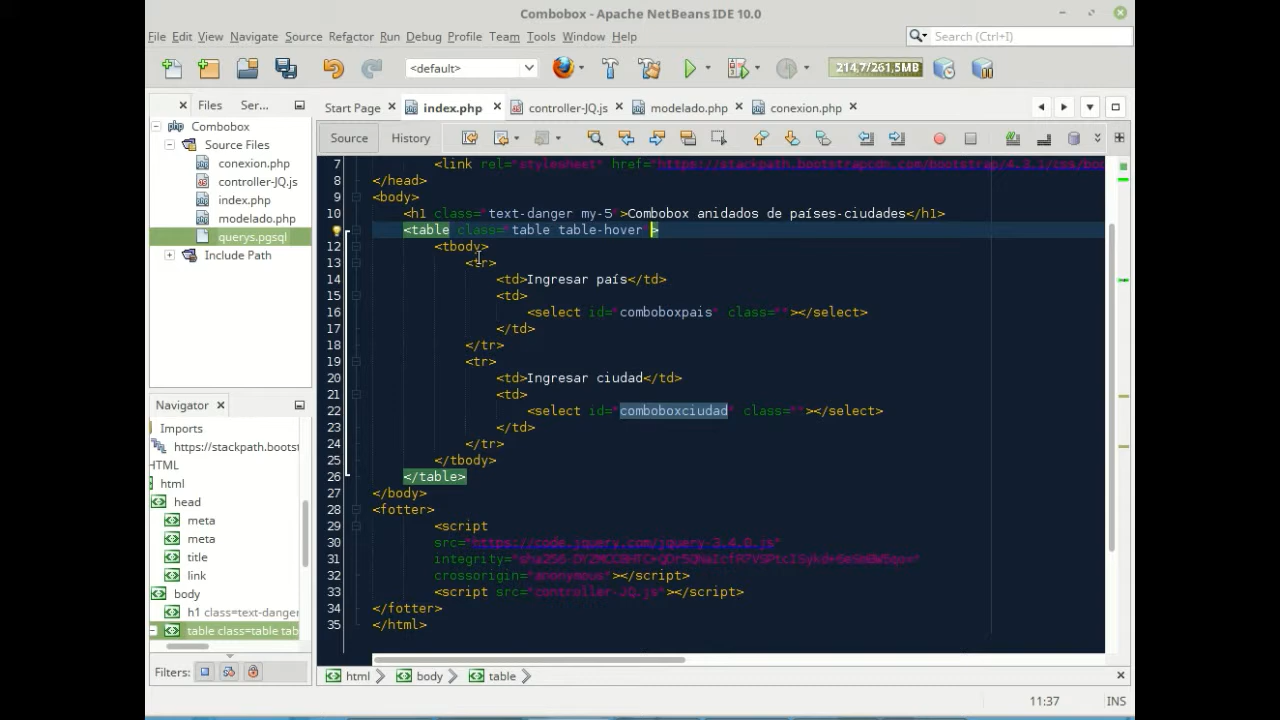 Combobox - Apache NetBeans IDE 10.0
File Edit View Navigate Source Refactor Run Debug Profile Team Tools Window Help
Search (Ctrl+I)
<default>
214,7/261,5MB
Files Ser...
Start Page index.php controller-JQ.js modelado.php conexion.php
Combobox
Source Files
conexion.php
controller-JQ.js
index.php
modelado.php
querys.pgsql
Include Path
Source History
7 <link rel="stylesheet" href="https://stackpath.bootstrapcdn.com/bootstrap/4.3.1/css/boo
8 </head>
9 <body>
10 <h1 class="text-danger my-5">Combobox anidados de países-ciudades</h1>
11 <table class="table table-hover ">
12 <tbody>
13 <tr>
14 <td>Ingresar país</td>
15 <td>
16 <select id="comboboxpais" class=""></select>
17 </td>
18 </tr>
19 <tr>
20 <td>Ingresar ciudad</td>
21 <td>
22 <select id="comboboxciudad" class=""></select>
23 </td>
24 </tr>
25 </tbody>
26 </table>
27 </body>
28 <fotter>
29 <script
30 src="https://code.jquery.com/jquery-3.4.0.js"
31 integrity=
32 crossorigin="anonymous"></script>
33 <script src="controller-JQ.js"></script>
34 </fotter>
35 </html>
Navigator
Imports
https://stackpath.bootst
HTML
html
head
meta
meta
title
link
body
h1 class=text-danger
table class=table tab
Filters:
html body table
11:37 INS